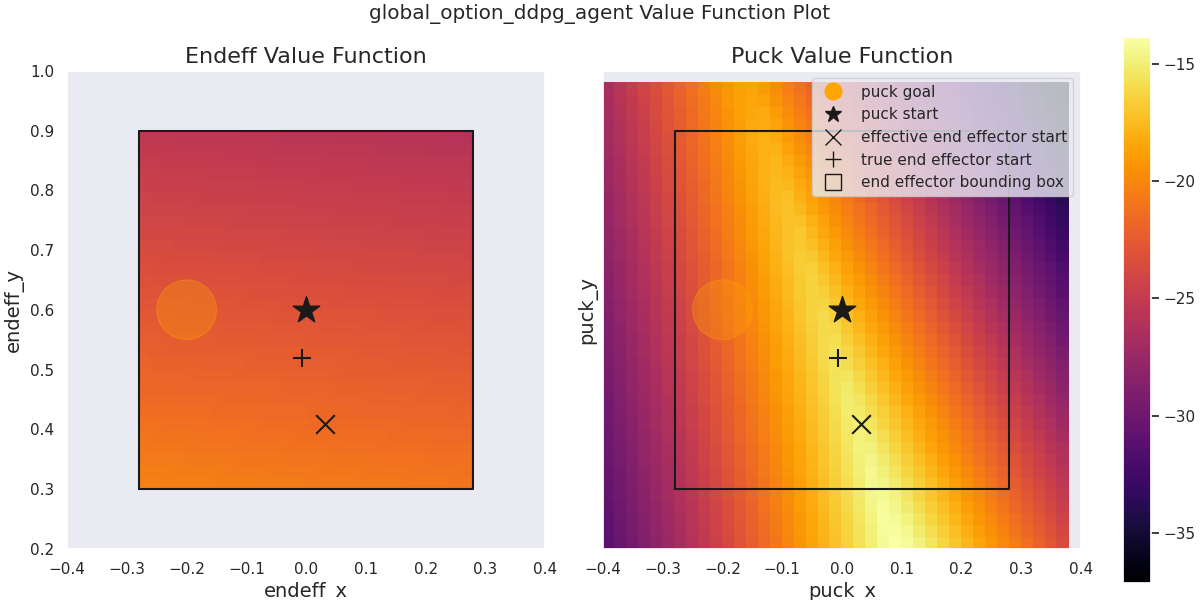 global_option_ddpg_agent Value Function Plot
Endeff Value Function
Puck Value Function
1.0
0.9
0.8
0.7
0.6
0.5
0.4
0.3
0.2
endeff_y
−0.4 −0.3 −0.2 −0.1 0.0 0.1 0.2 0.3 0.4
endeff_x
puck_y
puck goal
puck start
effective end effector start
true end effector start
end effector bounding box
−0.4 −0.3 −0.2 −0.1 0.0 0.1 0.2 0.3 0.4
puck_x
−15
−20
−25
−30
−35